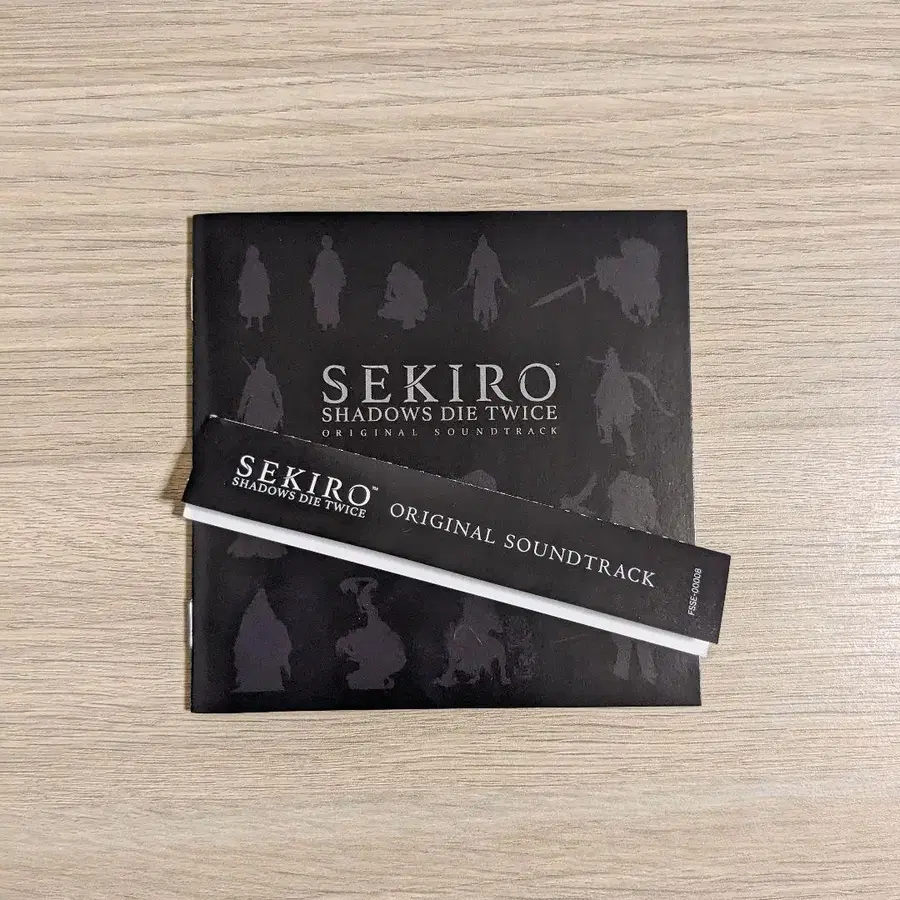 SEKIRO™
SHADOWS DIE TWICE
ORIGINAL SOUNDTRACK
SEKIRO™
SHADOWS DIE TWICE
ORIGINAL SOUNDTRACK
FSSE-00008